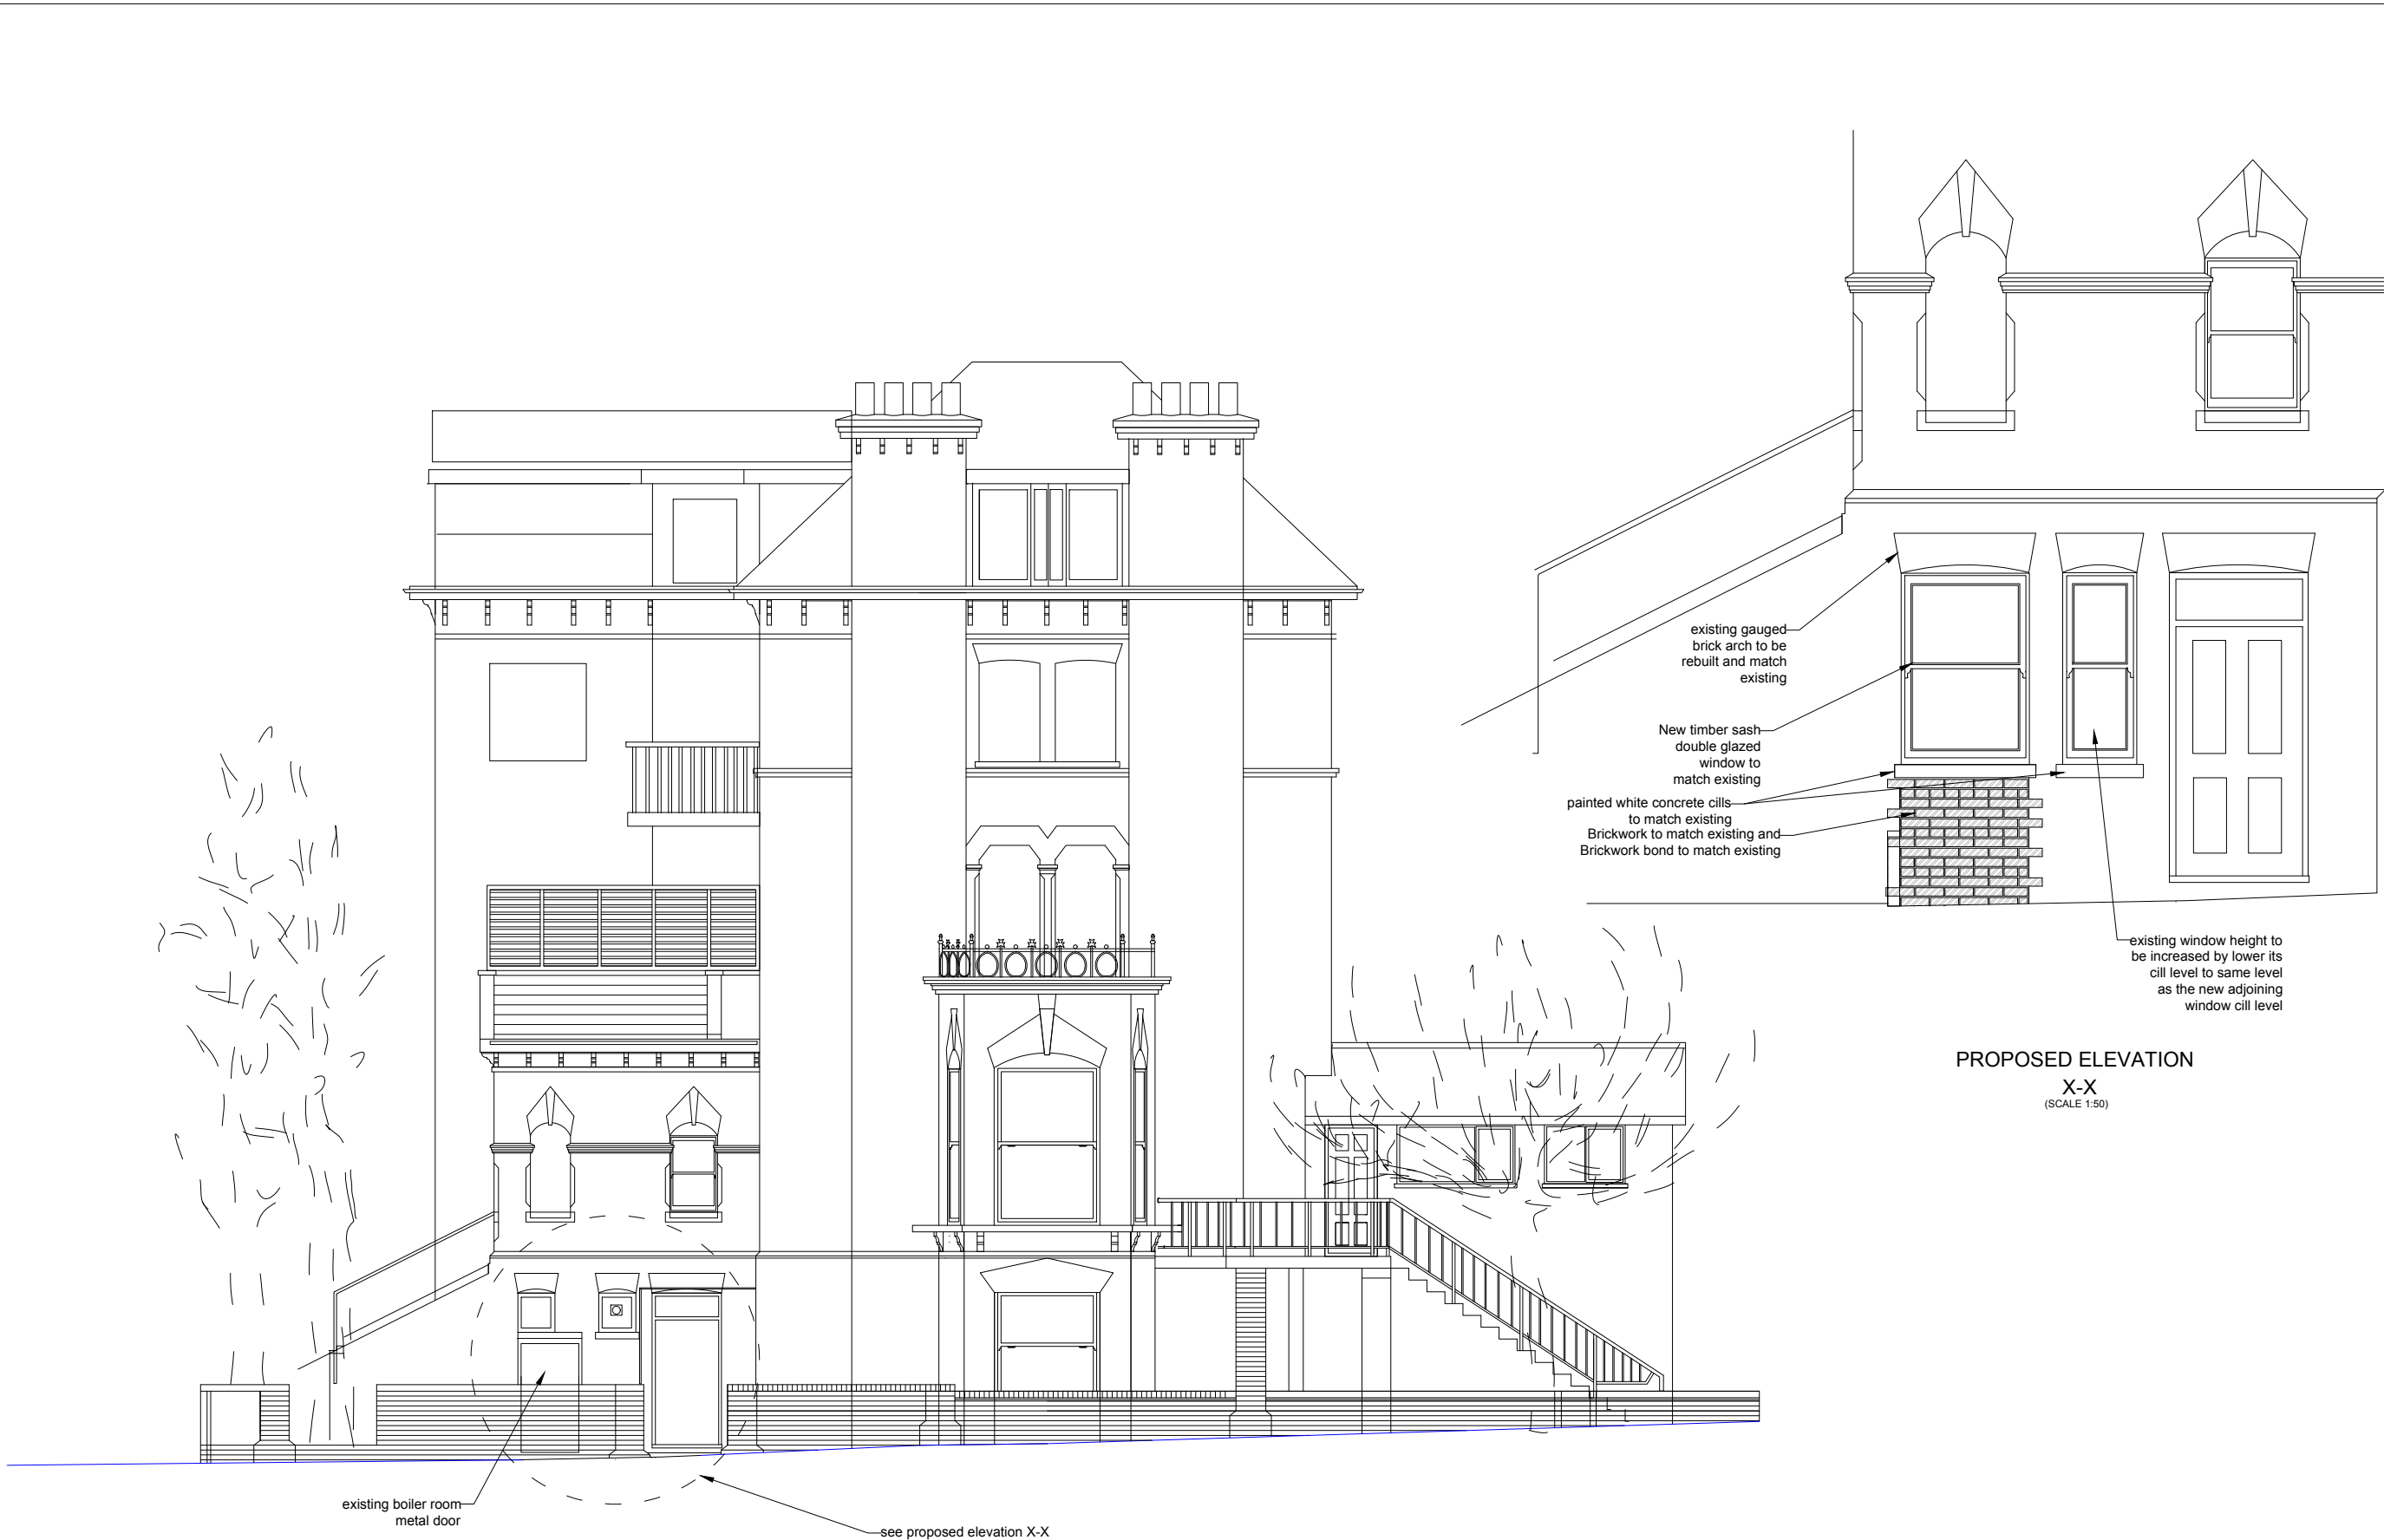 existing gauged
brick arch to be
rebuilt and match
existing
New timber sash
double glazed
window to
match existing
painted white concrete cills
to match existing
Brickwork to match existing and
Brickwork bond to match existing
existing window height to
be increased by lower its
cill level to same level
as the new adjoining
window cill level
PROPOSED ELEVATION
X-X
(SCALE 1:50)
existing boiler room
metal door
see proposed elevation X-X